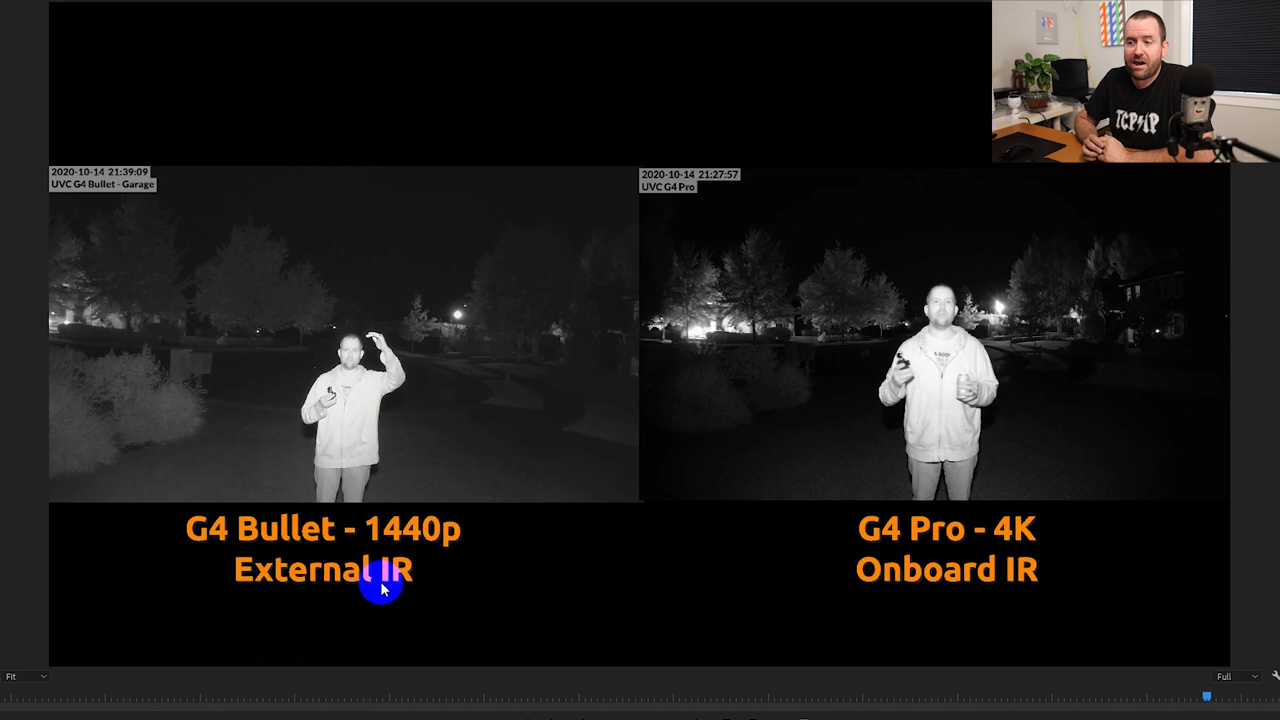 TCP/IP
2020-10-14 21:39:09
UVC G4 Bullet - Garage
2020-10-14 21:27:57
UVC G4 Pro
G4 Bullet - 1440p
External IR
G4 Pro - 4K
Onboard IR
Fit
Full